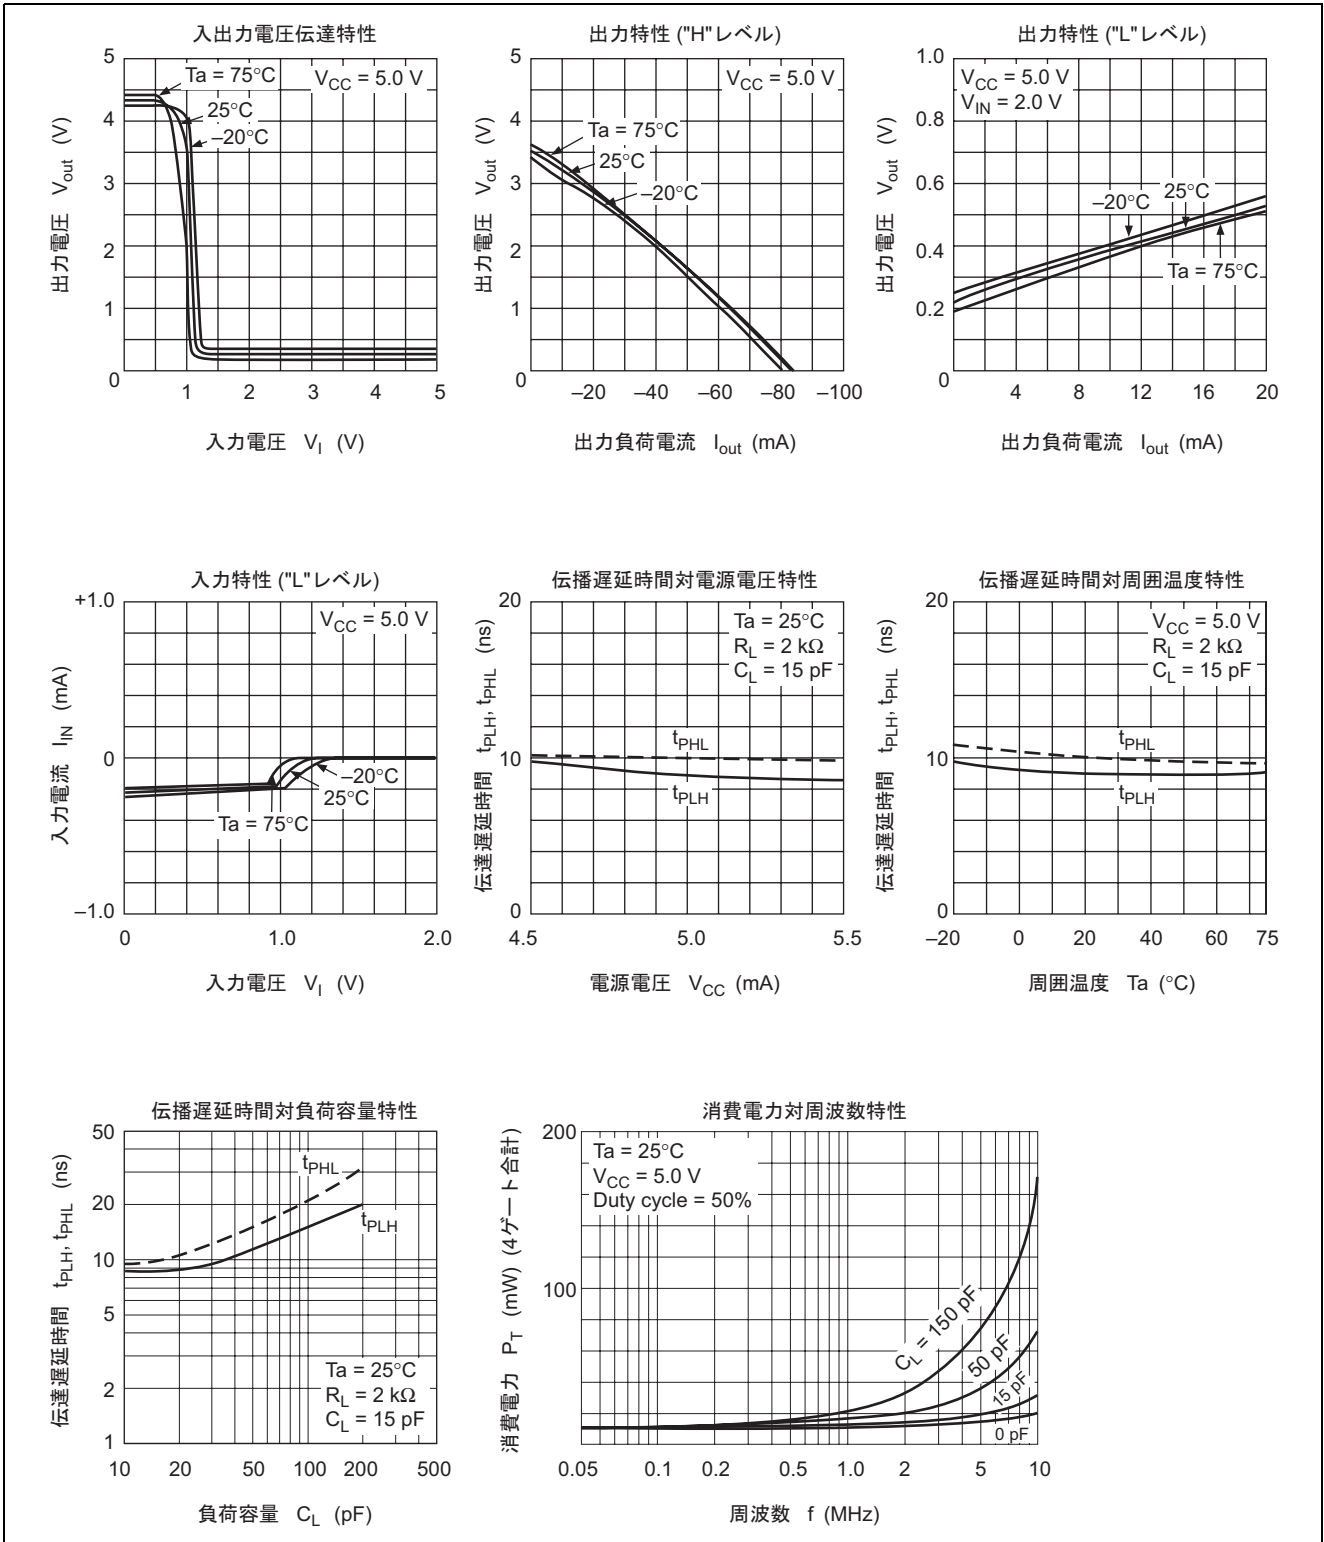 入出力電圧伝達特性
5
4
3
2
1
0
出力電圧 Vout (V)
Ta = 75°C
25°C
–20°C
VCC = 5.0 V
0 1 2 3 4 5
入力電圧 VI (V)
出力特性 ("H"レベル)
5
4
3
2
1
0
出力電圧 Vout (V)
VCC = 5.0 V
Ta = 75°C
25°C
–20°C
–20 –40 –60 –80 –100
出力負荷電流 Iout (mA)
出力特性 ("L"レベル)
1.0
0.8
0.6
0.4
0.2
0
出力電圧 Vout (V)
VCC = 5.0 V
VIN = 2.0 V
–20°C
25°C
Ta = 75°C
4 8 12 16 20
出力負荷電流 Iout (mA)
入力特性 ("L"レベル)
+1.0
0
–1.0
入力電流 IIN (mA)
VCC = 5.0 V
–20°C
25°C
Ta = 75°C
0 1.0 2.0
入力電圧 VI (V)
伝播遅延時間対電源電圧特性
20
10
0
伝達遅延時間 tPLH, tPHL (ns)
Ta = 25°C
RL = 2 kΩ
CL = 15 pF
tPHL
tPLH
4.5 5.0 5.5
電源電圧 VCC (mA)
伝播遅延時間対周囲温度特性
20
10
0
伝達遅延時間 tPLH, tPHL (ns)
VCC = 5.0 V
RL = 2 kΩ
CL = 15 pF
tPHL
tPLH
–20 0 20 40 60 75
周囲温度 Ta (°C)
伝播遅延時間対負荷容量特性
50
20
10
5
2
1
伝達遅延時間 tPLH, tPHL (ns)
tPHL
tPLH
Ta = 25°C
RL = 2 kΩ
CL = 15 pF
10 20 50 100 200 500
負荷容量 CL (pF)
消費電力対周波数特性
200
100
消費電力 PT (mW) (4ゲート合計)
Ta = 25°C
VCC = 5.0 V
Duty cycle = 50%
CL = 150 pF
50 pF
15 pF
0 pF
0.05 0.1 0.2 0.5 1.0 2 5 10
周波数 f (MHz)